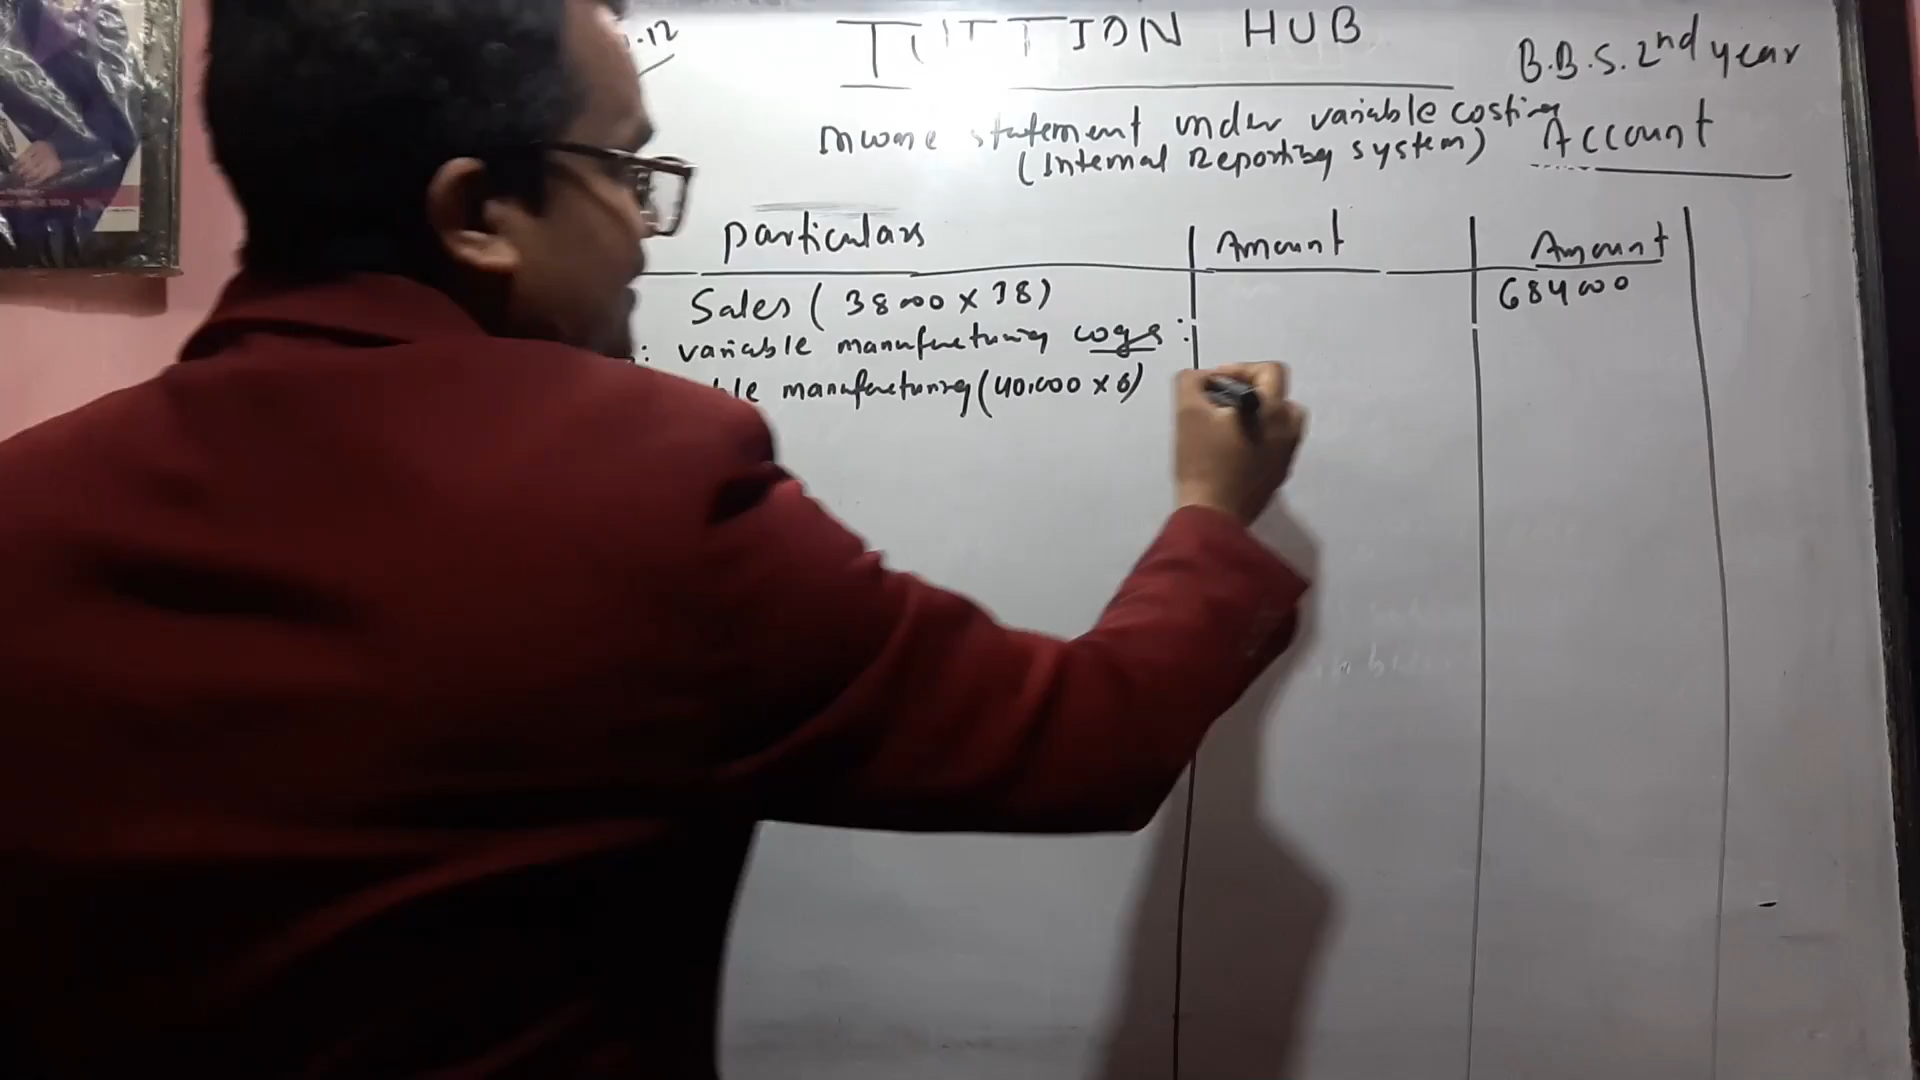 .12
TUITION HUB
B.B.S. 2nd year
Income statement under variable costing
Account
(Internal Reporting system)
particulars
Amount
Amount
Sales (38000 × 18)
684000
: variable manufacturing cogs :
ble manufacturing (40,000 × 6)